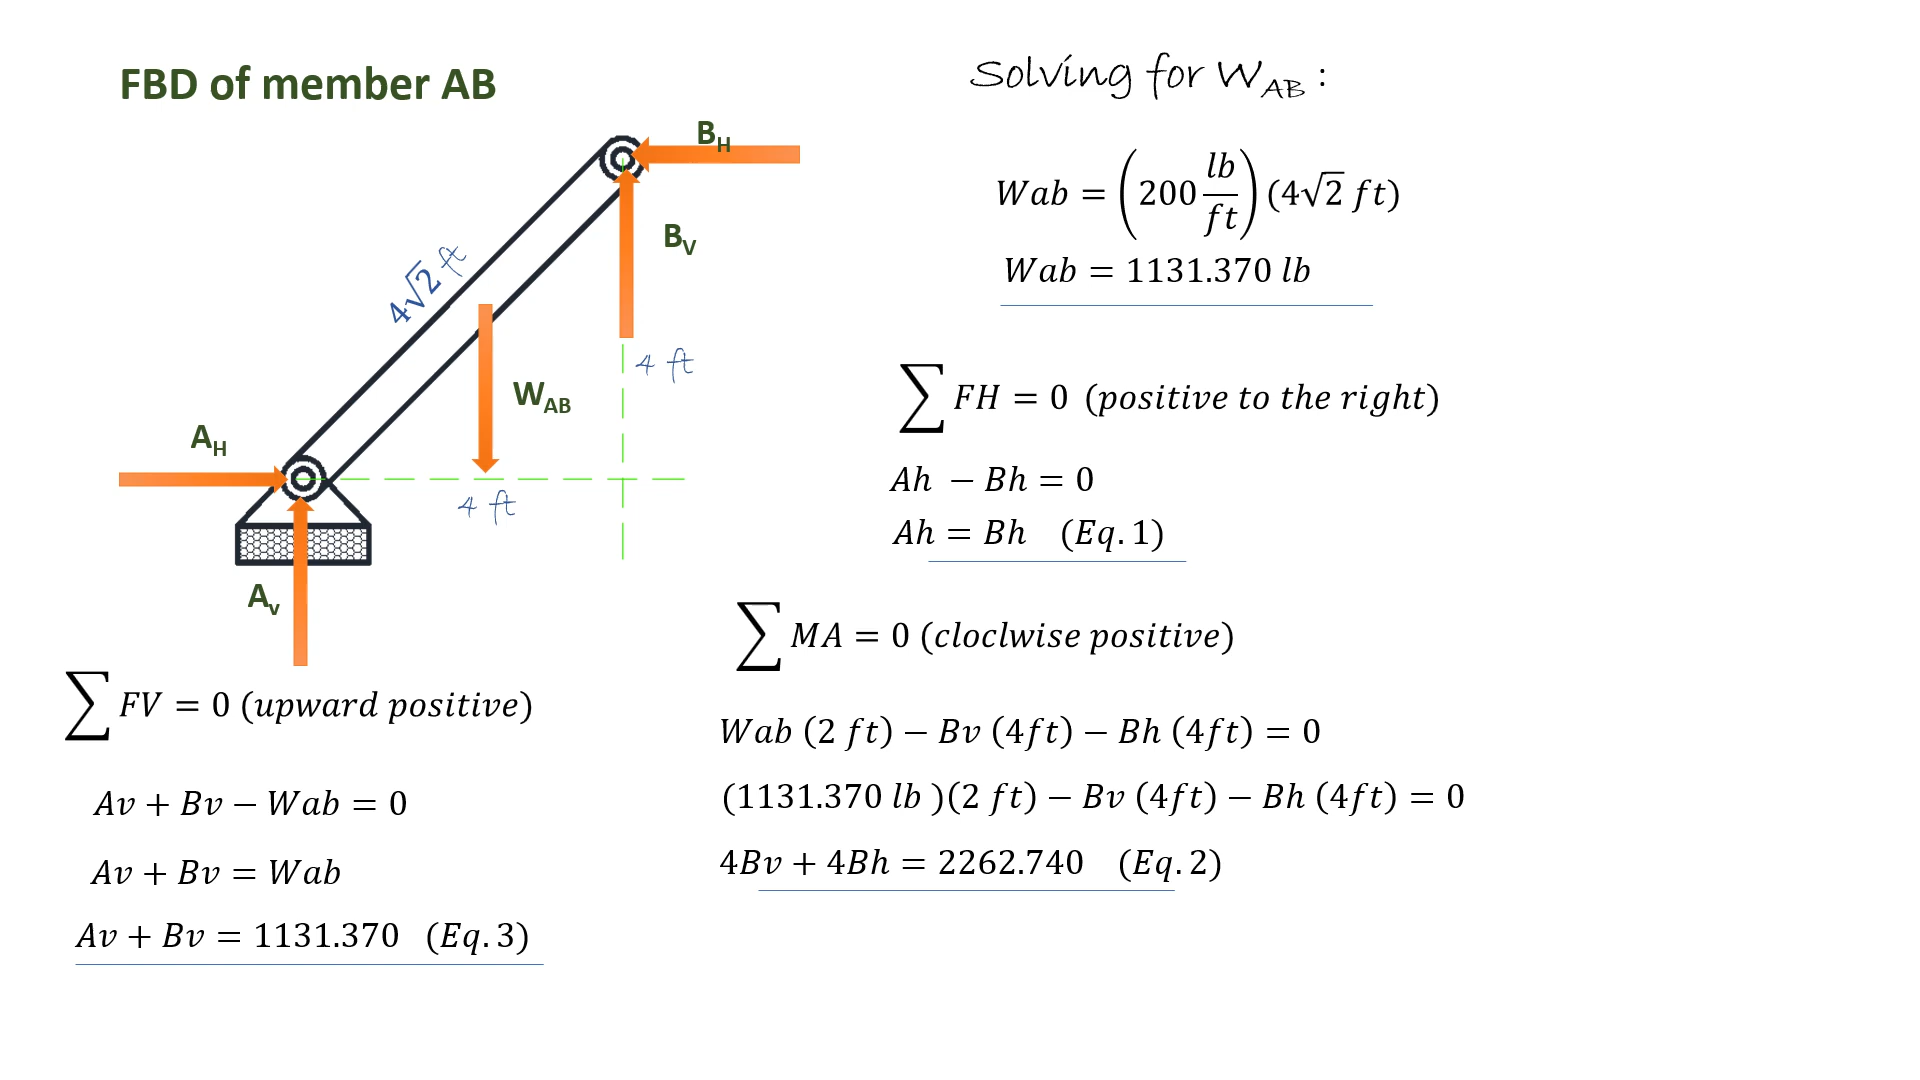 FBD of member AB
Solving for W_AB :
B_H
Wab = (200 lb/ft) (4√2 ft)
B_V
4√2 ft
Wab = 1131.370 lb
4 ft
W_AB
∑ FH = 0 (positive to the right)
A_H
4 ft
Ah − Bh = 0
Ah = Bh (Eq. 1)
A_v
∑ MA = 0 (cloclwise positive)
∑ FV = 0 (upward positive)
Wab (2 ft) − Bv (4ft) − Bh (4ft) = 0
Av + Bv − Wab = 0
(1131.370 lb )(2 ft) − Bv (4ft) − Bh (4ft) = 0
Av + Bv = Wab
4Bv + 4Bh = 2262.740 (Eq. 2)
Av + Bv = 1131.370 (Eq. 3)